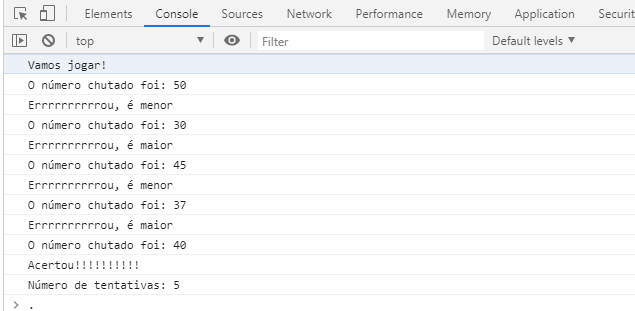 Elements Console Sources Network Performance Memory Application Securit
top Filter Default levels
Vamos jogar!
O número chutado foi: 50
Errrrrrrrrrou, é menor
O número chutado foi: 30
Errrrrrrrrrou, é maior
O número chutado foi: 45
Errrrrrrrrrou, é menor
O número chutado foi: 37
Errrrrrrrrrou, é maior
O número chutado foi: 40
Acertou!!!!!!!!!!
Número de tentativas: 5
> .